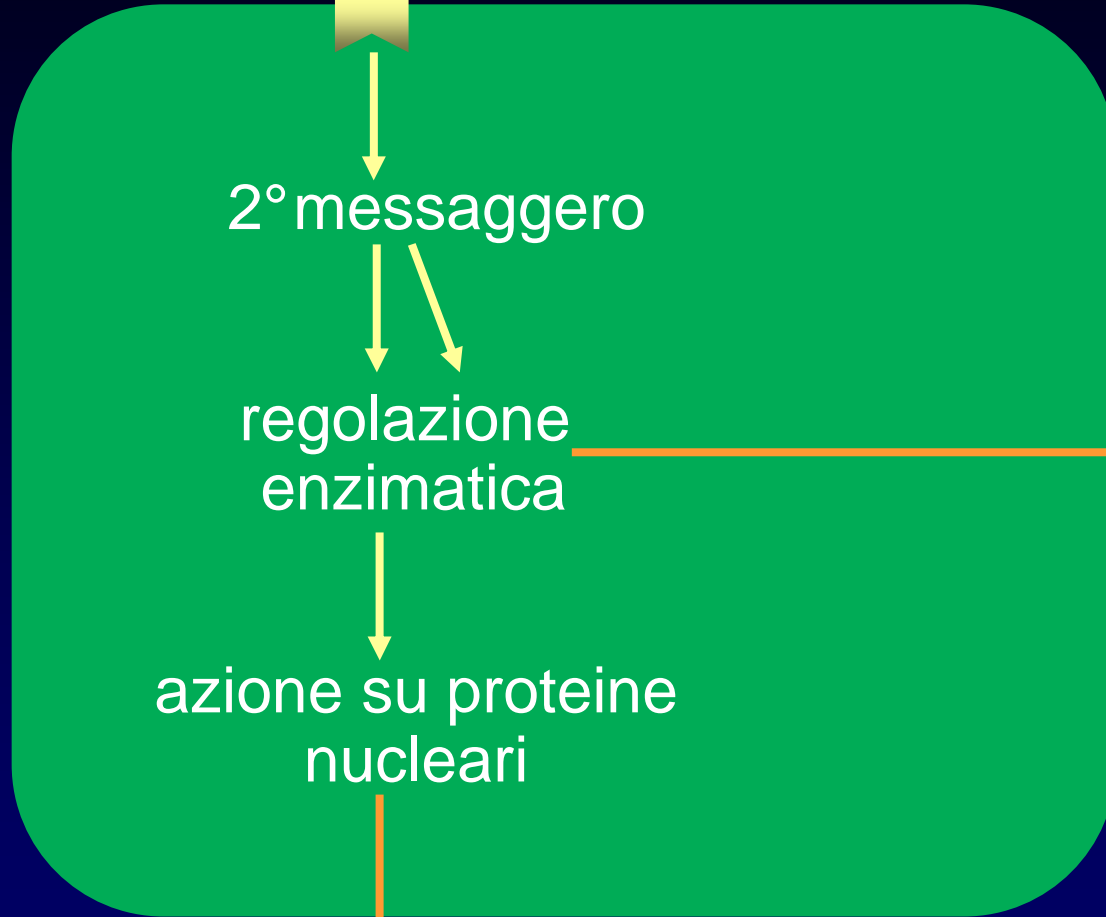 2° messaggero
regolazione
enzimatica
azione su proteine
nucleari